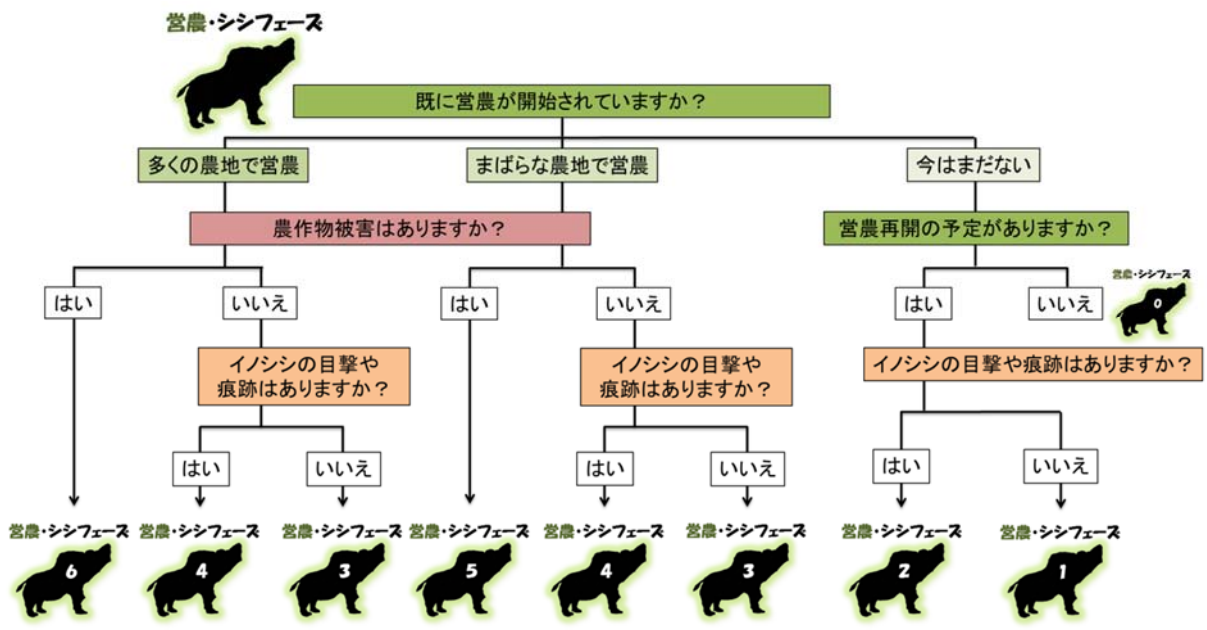 営農・シシフェーズ
既に営農が開始されていますか？
多くの農地で営農
まばらな農地で営農
今はまだない
農作物被害はありますか？
営農再開の予定がありますか？
はい
いいえ
はい
いいえ
はい
いいえ
営農・シシフェーズ
0
イノシシの目撃や
痕跡はありますか？
イノシシの目撃や
痕跡はありますか？
イノシシの目撃や痕跡はありますか？
はい
いいえ
はい
いいえ
はい
いいえ
営農・シシフェーズ
6
営農・シシフェーズ
4
営農・シシフェーズ
3
営農・シシフェーズ
5
営農・シシフェーズ
4
営農・シシフェーズ
3
営農・シシフェーズ
2
営農・シシフェーズ
1